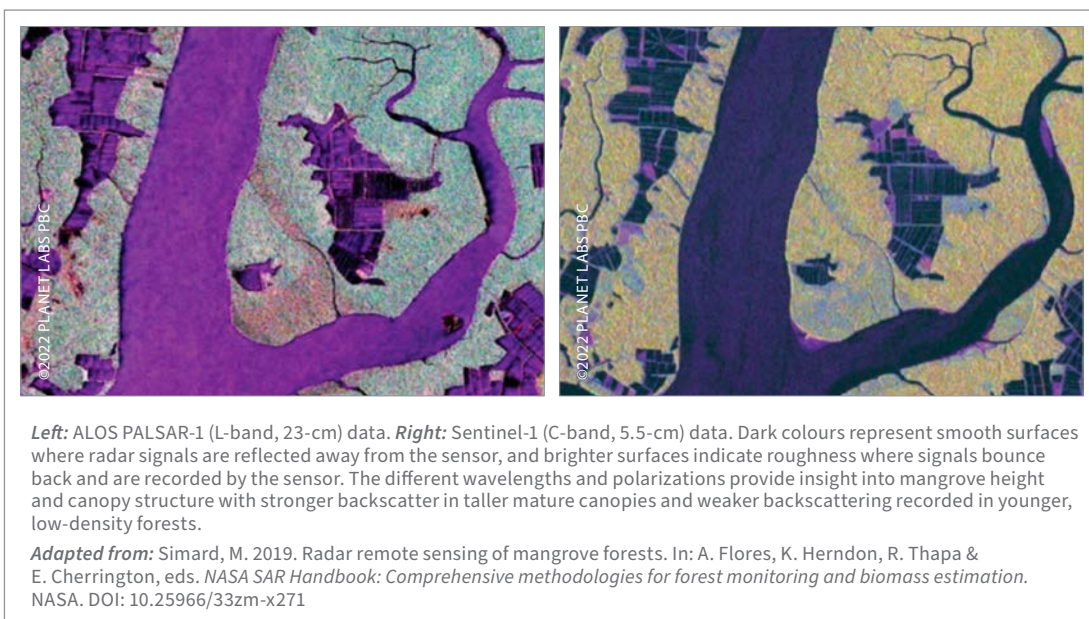 ©2022 PLANET LABS PBC
©2022 PLANET LABS PBC
Left: ALOS PALSAR-1 (L-band, 23-cm) data. Right: Sentinel-1 (C-band, 5.5-cm) data. Dark colours represent smooth surfaces
where radar signals are reflected away from the sensor, and brighter surfaces indicate roughness where signals bounce
back and are recorded by the sensor. The different wavelengths and polarizations provide insight into mangrove height
and canopy structure with stronger backscatter in taller mature canopies and weaker backscattering recorded in younger,
low-density forests.
Adapted from: Simard, M. 2019. Radar remote sensing of mangrove forests. In: A. Flores, K. Herndon, R. Thapa &
E. Cherrington, eds. NASA SAR Handbook: Comprehensive methodologies for forest monitoring and biomass estimation.
NASA. DOI: 10.25966/33zm-x271